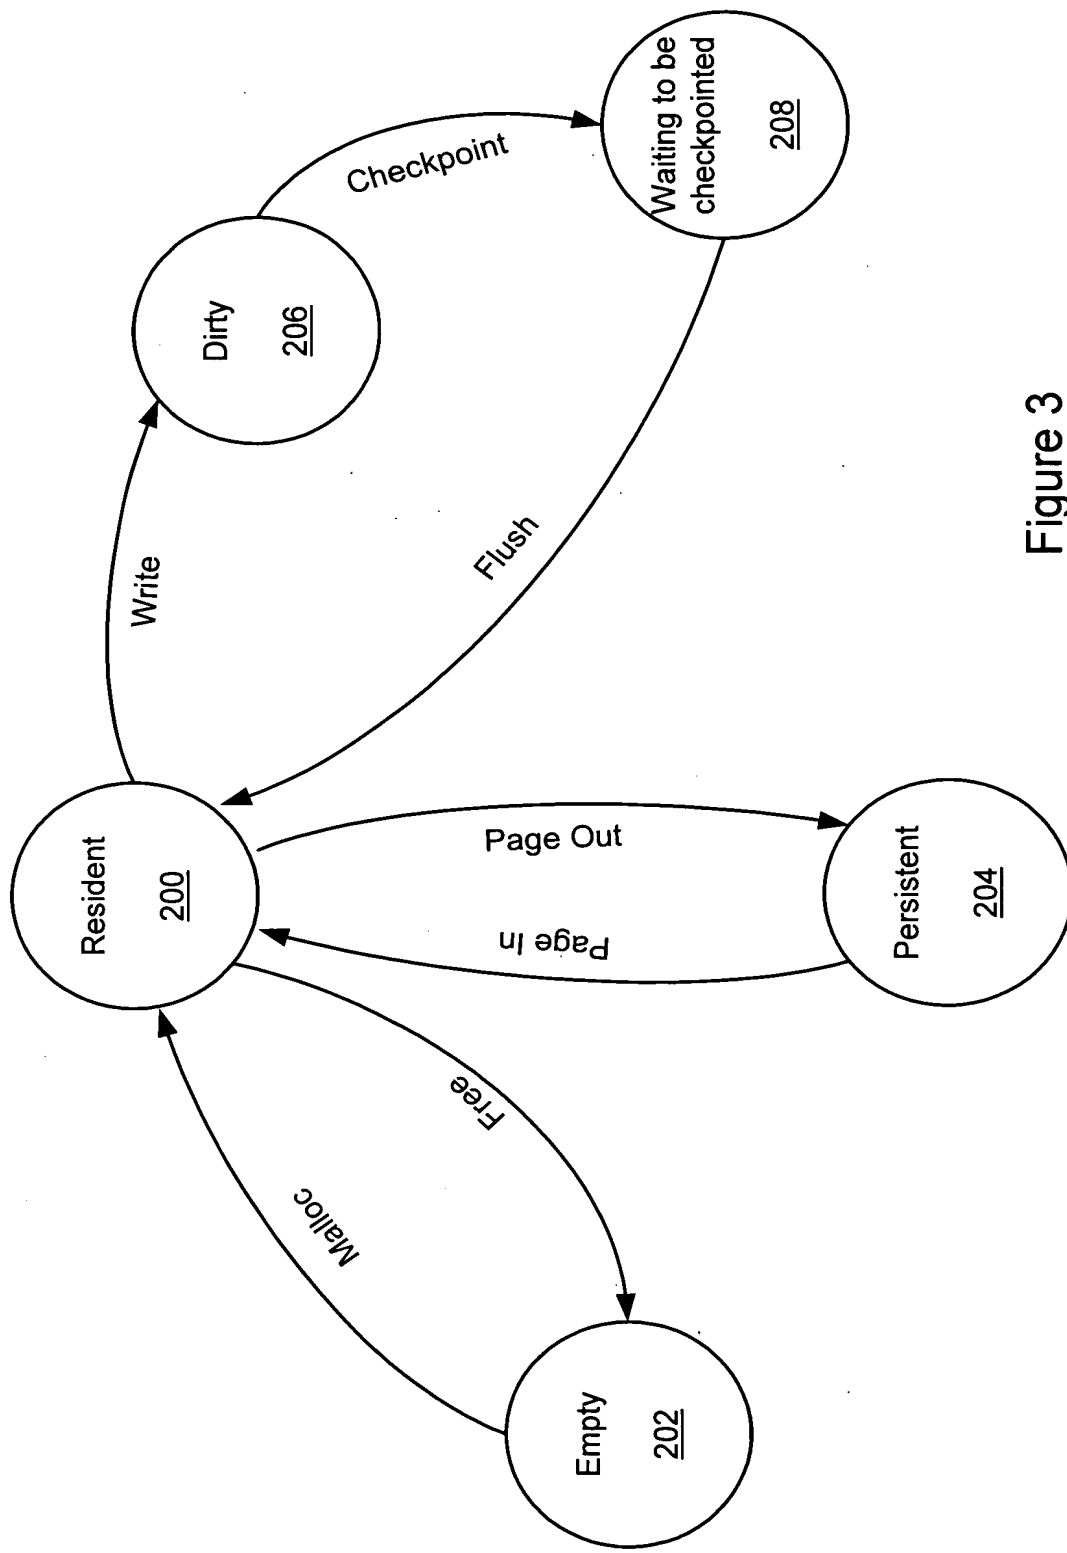 Resident
200
Write
Dirty
206
Malloc
Free
Checkpoint
Flush
Page In
Page Out
Empty
202
Waiting to be
checkpointed
208
Persistent
204
Figure 3